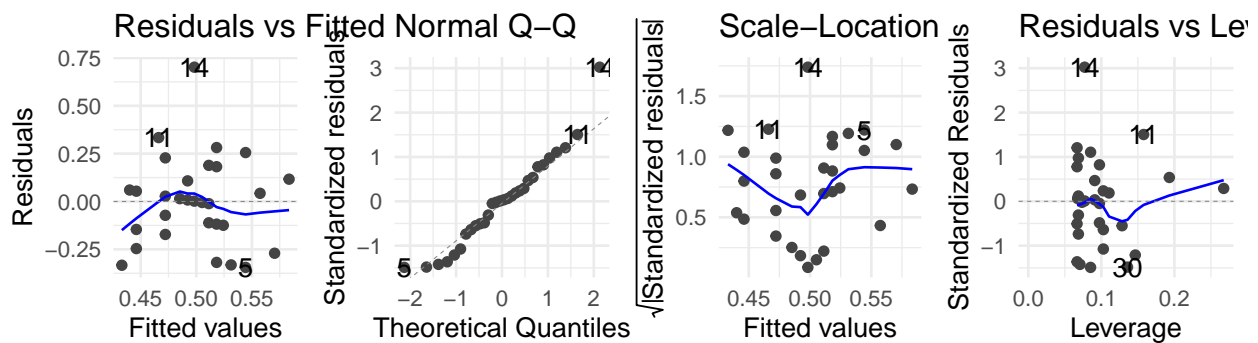 Residuals vs Fitted
Residuals
0.75
0.50
0.25
0.00
−0.25
14
11
5
0.45 0.50 0.55
Fitted values
Normal Q−Q
Standardized residuals
3
2
1
0
−1
14
11
5
−2 −1 0 1 2
Theoretical Quantiles
Scale−Location
√|Standardized residuals|
1.5
1.0
0.5
14
11
5
0.45 0.50 0.55
Fitted values
Residuals vs Lev
Standardized Residuals
3
2
1
0
−1
14
11
30
0.0 0.1 0.2
Leverage